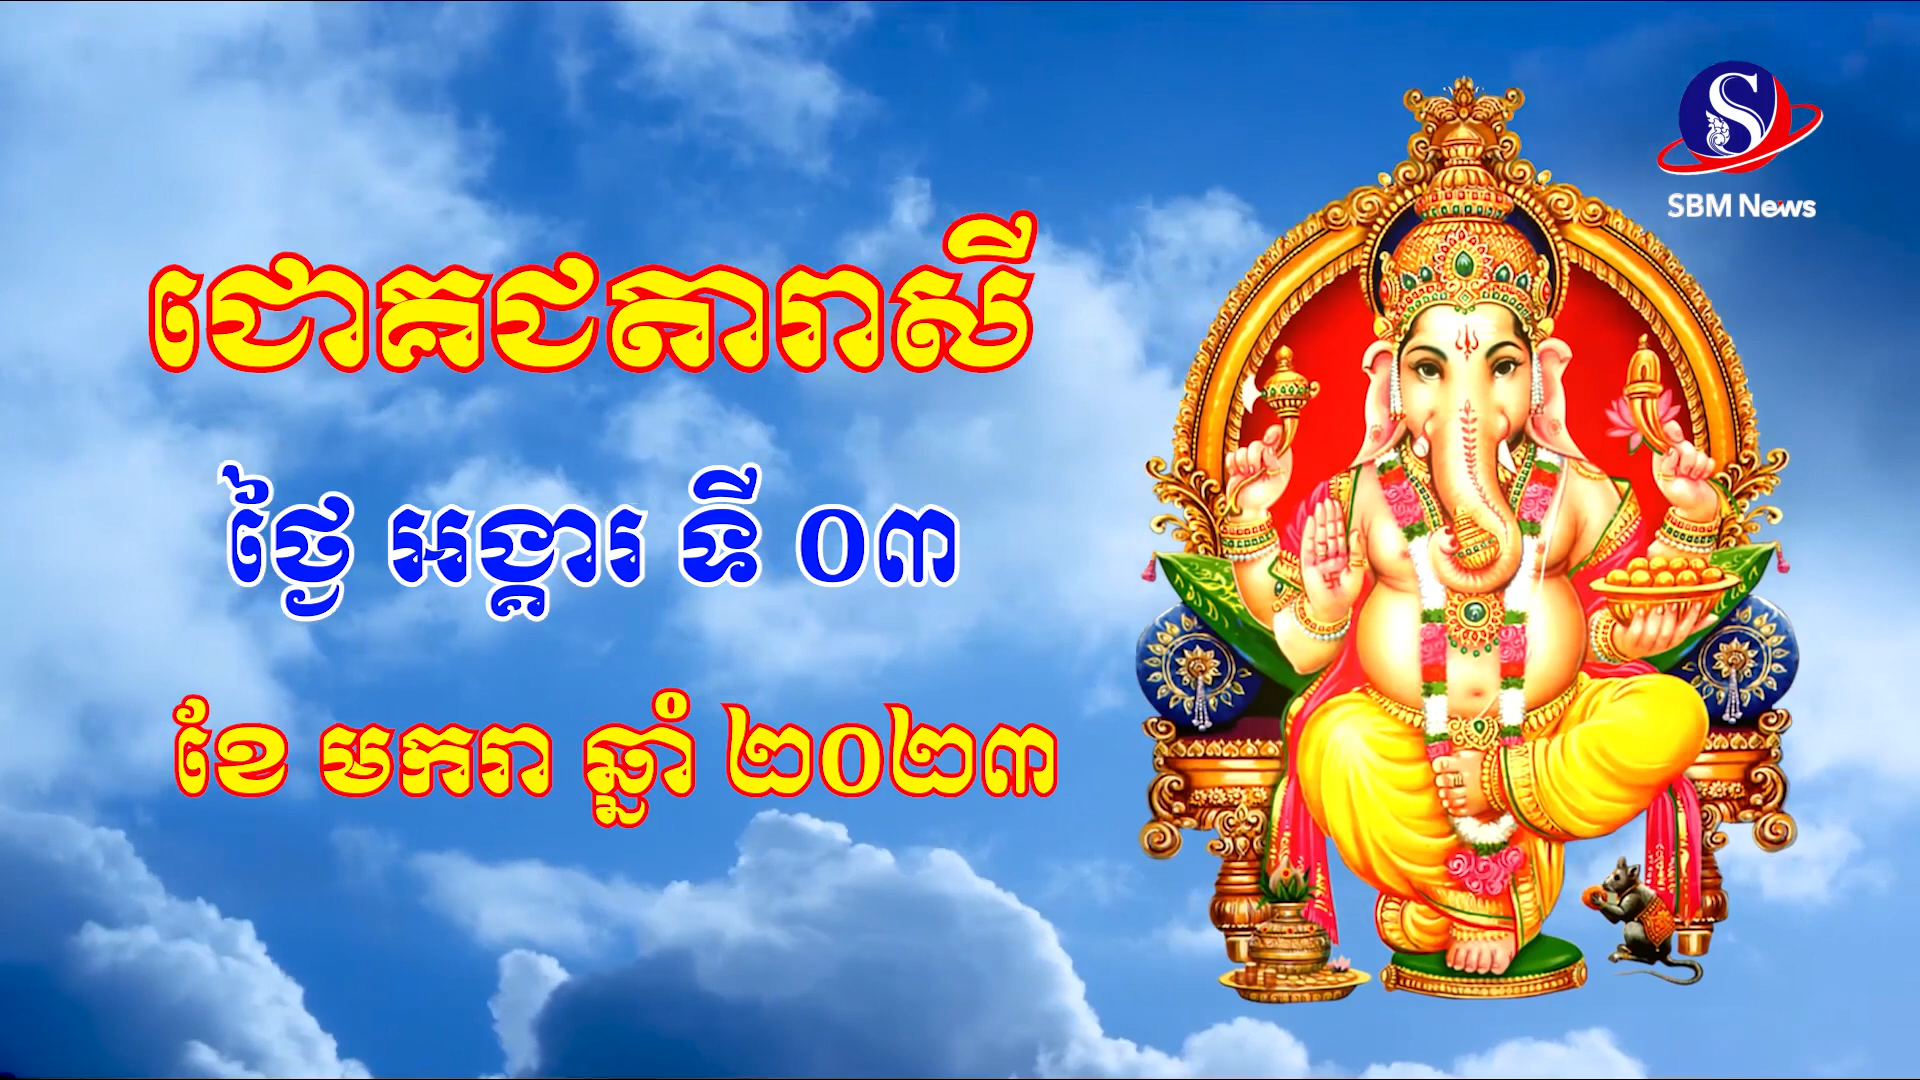 SBM News
ជោគជតារាសី
ថ្ងៃ អង្គារ ទី ០៣
ខែ មករា ឆ្នាំ ២០២៣